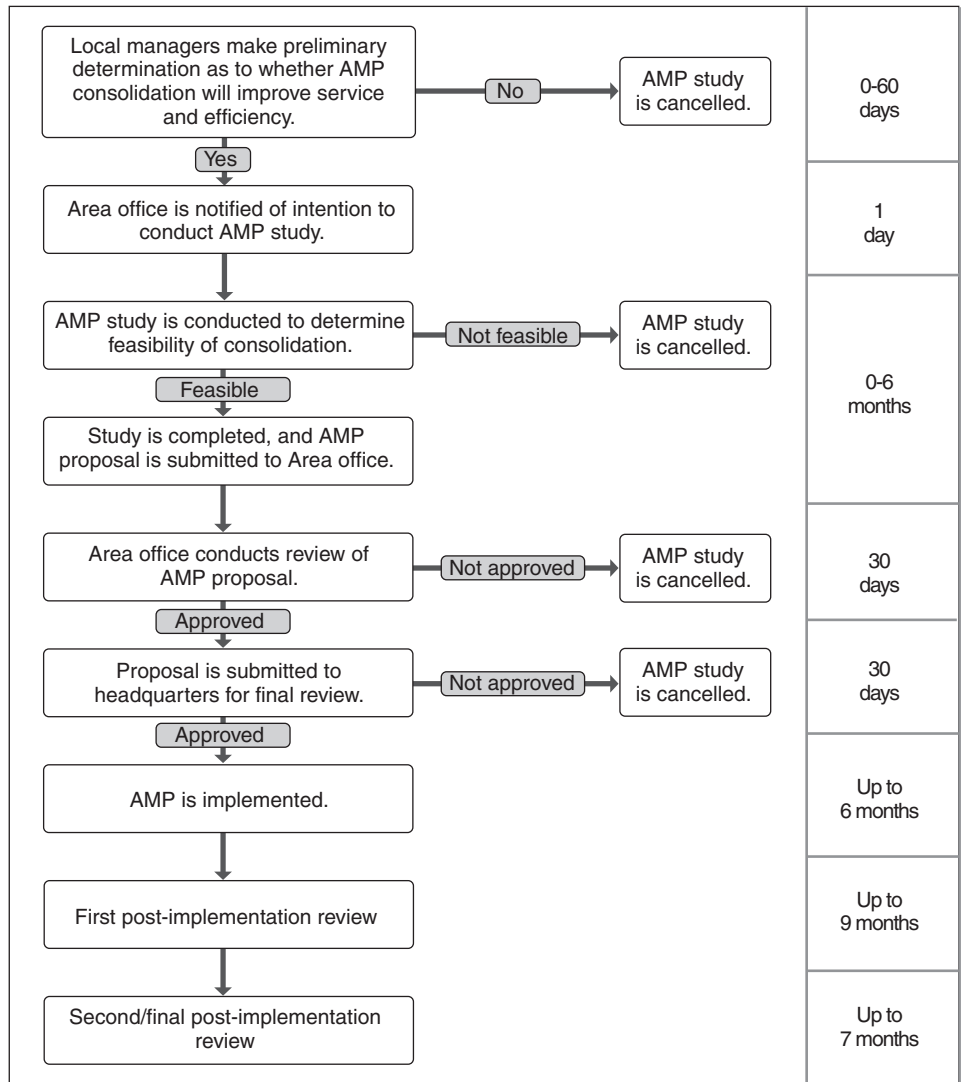 Local managers make preliminary
determination as to whether AMP
consolidation will improve service
and efficiency.
No
AMP study
is cancelled.
0-60
days
Yes
Area office is notified of intention to
conduct AMP study.
1
day
AMP study is conducted to determine
feasibility of consolidation.
Not feasible
AMP study
is cancelled.
0-6
months
Feasible
Study is completed, and AMP
proposal is submitted to Area office.
Area office conducts review of
AMP proposal.
Not approved
AMP study
is cancelled.
30
days
Approved
Proposal is submitted to
headquarters for final review.
Not approved
AMP study
is cancelled.
30
days
Approved
AMP is implemented.
Up to
6 months
First post-implementation review
Up to
9 months
Second/final post-implementation
review
Up to
7 months